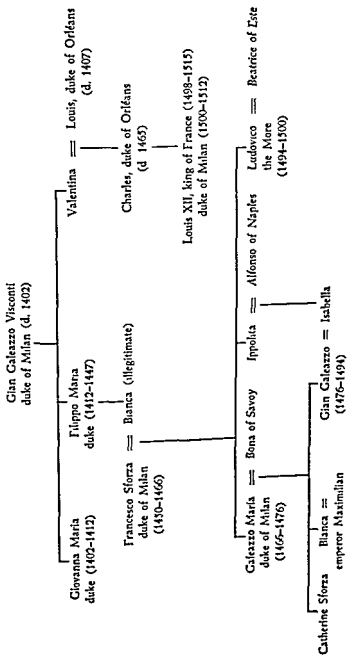 Gian Galeazzo Visconti
duke of Milan (d. 1402)
Giovanna Maria
duke (1402–1412)
Filippo Maria
duke (1412–1447)
Valentina = Louis, duke of Orléans
(d. 1407)
Francesco Sforza = Bianca (illegitimate)
duke of Milan
(1450–1466)
Charles, duke of Orléans
(d 1465)
Louis XII, king of France (1498–1515)
duke of Milan (1500–1512)
Galeazzo Maria = Bona of Savoy
duke of Milan
(1466–1476)
Ippolita = Alfonso of Naples
Ludovico = Beatrice of Este
the More
(1494–1500)
Catherine Sforza
Bianca =
emperor Maximilian
Gian Galeazzo = Isabella
(1476–1494)